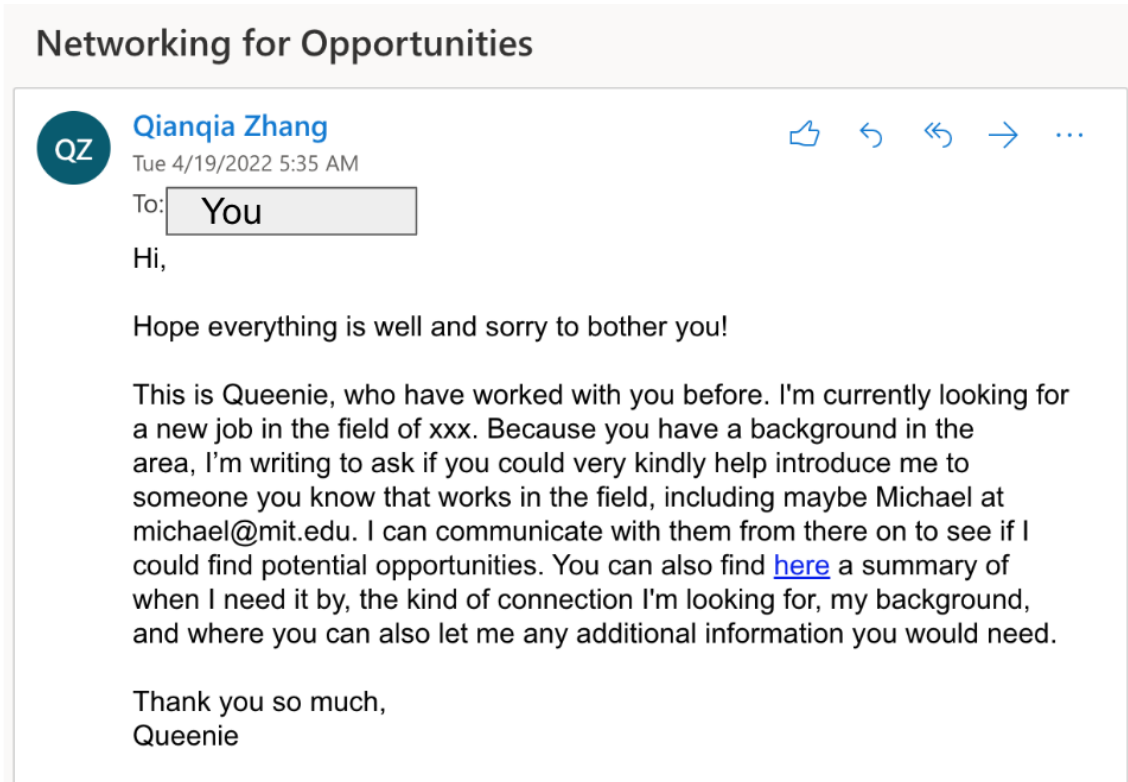 Networking for Opportunities
QZ
Qianqia Zhang
Tue 4/19/2022 5:35 AM
To:
You
Hi,
Hope everything is well and sorry to bother you!
This is Queenie, who have worked with you before. I'm currently looking for
a new job in the field of xxx. Because you have a background in the
area, I’m writing to ask if you could very kindly help introduce me to
someone you know that works in the field, including maybe Michael at
michael@mit.edu. I can communicate with them from there on to see if I
could find potential opportunities. You can also find here a summary of
when I need it by, the kind of connection I'm looking for, my background,
and where you can also let me any additional information you would need.
Thank you so much,
Queenie